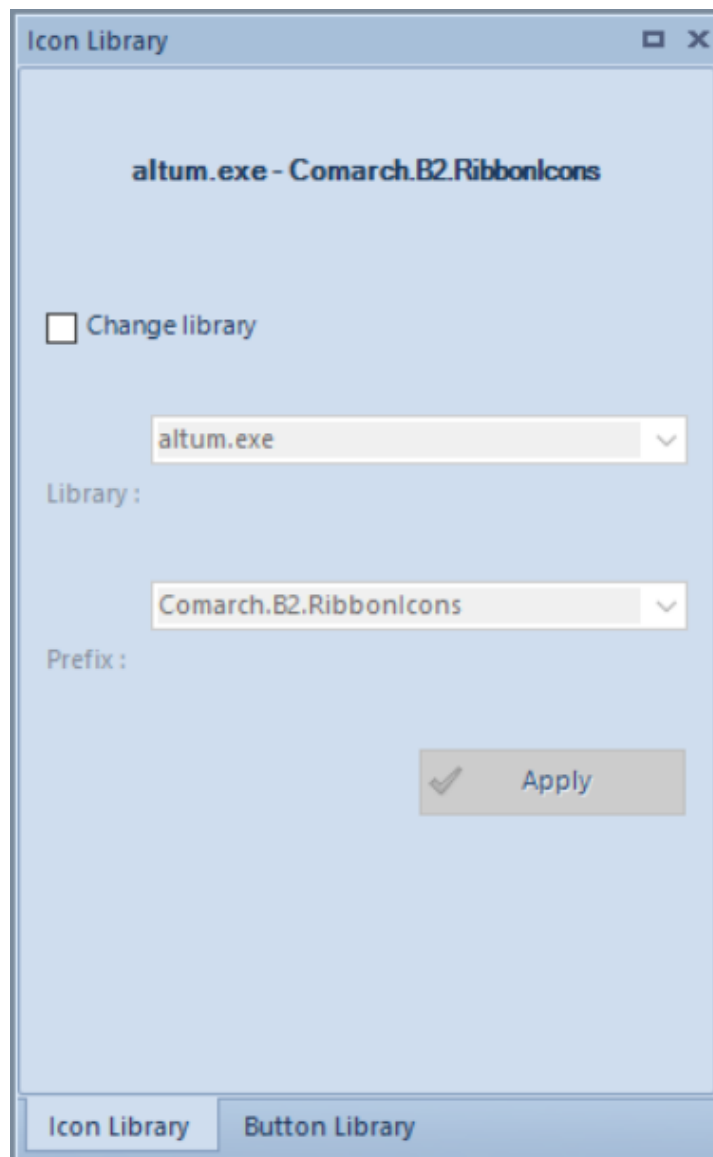 Icon Library
altum.exe - Comarch.B2.RibbonIcons
Change library
altum.exe
Library :
Comarch.B2.RibbonIcons
Prefix :
Apply
Icon Library Button Library